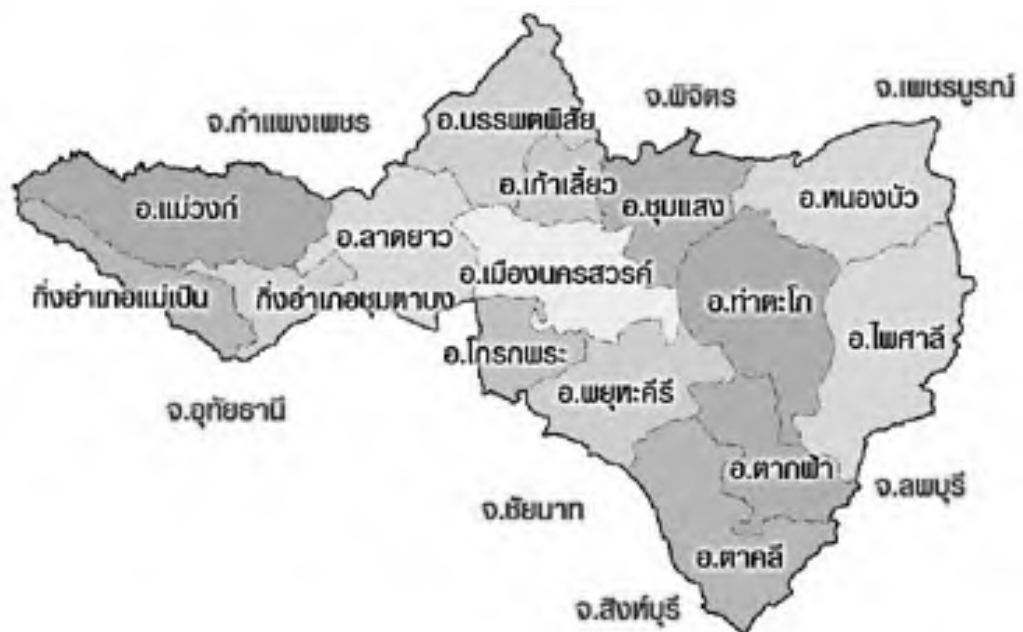 จ.เพชรบูรณ์
จ.พิจิตร
จ.กำแพงเพชร
อ.บรรพตพิสัย
อ.เก้าเลี้ยว
อ.แม่วงก์
อ.ชุมแสง
อ.หนองบัว
อ.ลาดยาว
อ.เมืองนครสวรค์
กิ่งอำเภอแม่เปิน
กิ่งอำเภอชุมตาบง
อ.ท่าตะโก
อ.ไพศาลี
อ.โกรกพระ
อ.พยุหะคีรี
จ.อุทัยธานี
อ.ตากฟ้า
จ.ลพบุรี
จ.ชัยนาท
อ.ตาคลี
จ.สิงห์บุรี